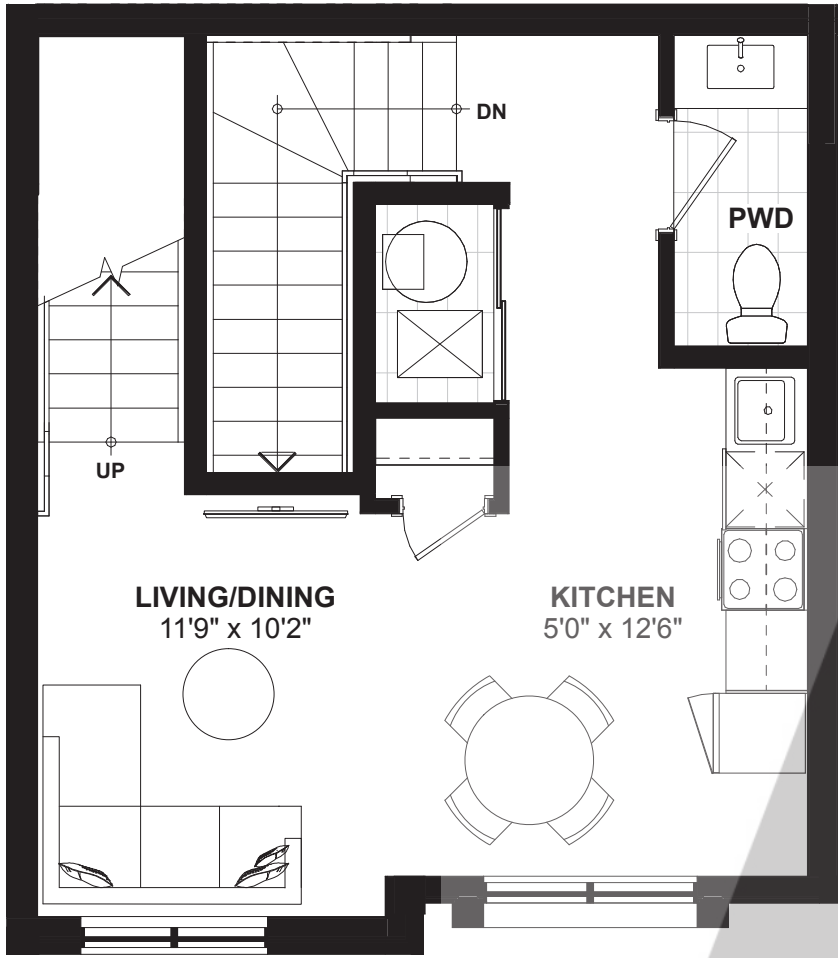 DN
PWD
UP
LIVING/DINING
11'9" x 10'2"
KITCHEN
5'0" x 12'6"